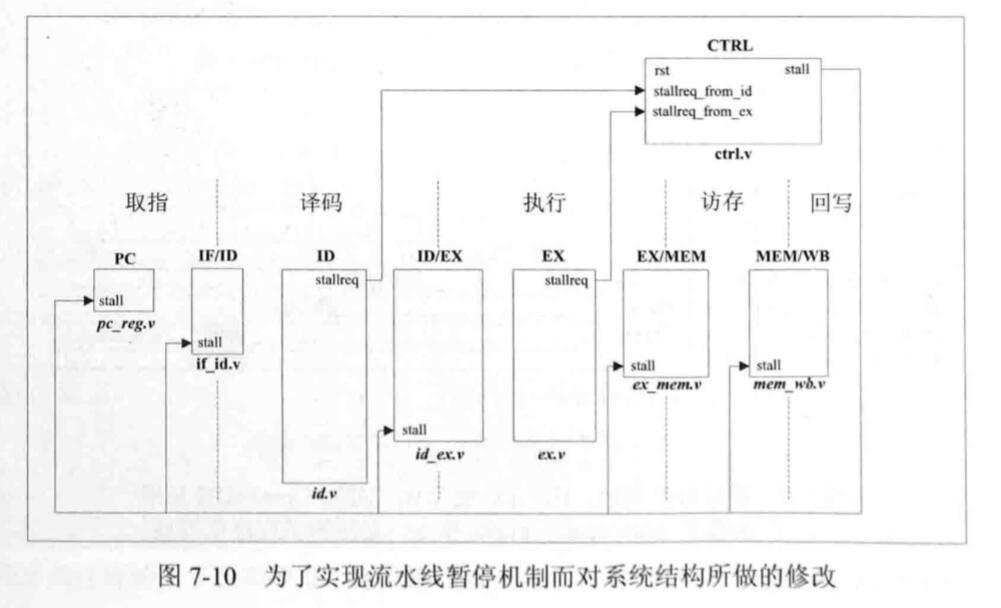 CTRL
rst stall
stallreq_from_id
stallreq_from_ex
ctrl.v
取指 译码 执行 访存 回写
PC IF/ID ID ID/EX EX EX/MEM MEM/WB
stallreq stallreq
stall
pc_reg.v
stall
if_id.v
stall stall
ex_mem.v mem_wb.v
stall
id_ex.v ex.v
id.v
图 7-10 为了实现流水线暂停机制而对系统结构所做的修改